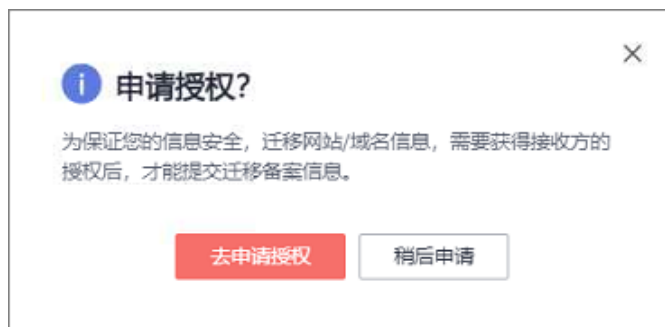 申请授权?
为保证您的信息安全，迁移网站/域名信息，需要获得接收方的
授权后，才能提交迁移备案信息。
去申请授权
稍后申请